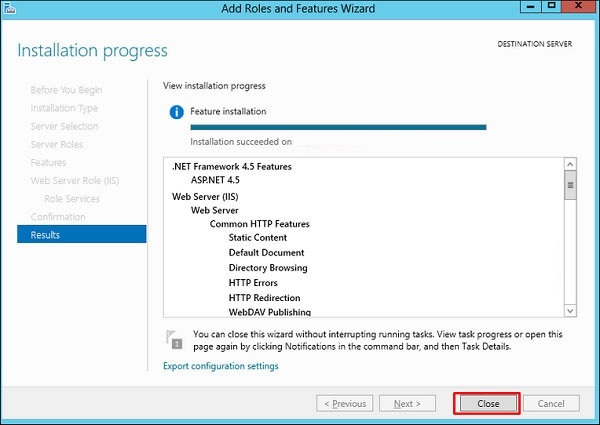 Add Roles and Features Wizard
Installation progress
DESTINATION SERVER
Before You Begin
Installation Type
Server Selection
Server Roles
Features
Web Server Role (IIS)
Role Services
Confirmation
Results
View installation progress
Feature installation
Installation succeeded on
.NET Framework 4.5 Features
ASP.NET 4.5
Web Server (IIS)
Web Server
Common HTTP Features
Static Content
Default Document
Directory Browsing
HTTP Errors
HTTP Redirection
WebDAV Publishing
1
You can close this wizard without interrupting running tasks. View task progress or open this
page again by clicking Notifications in the command bar, and then Task Details.
Export configuration settings
< Previous
Next >
Close
Cancel